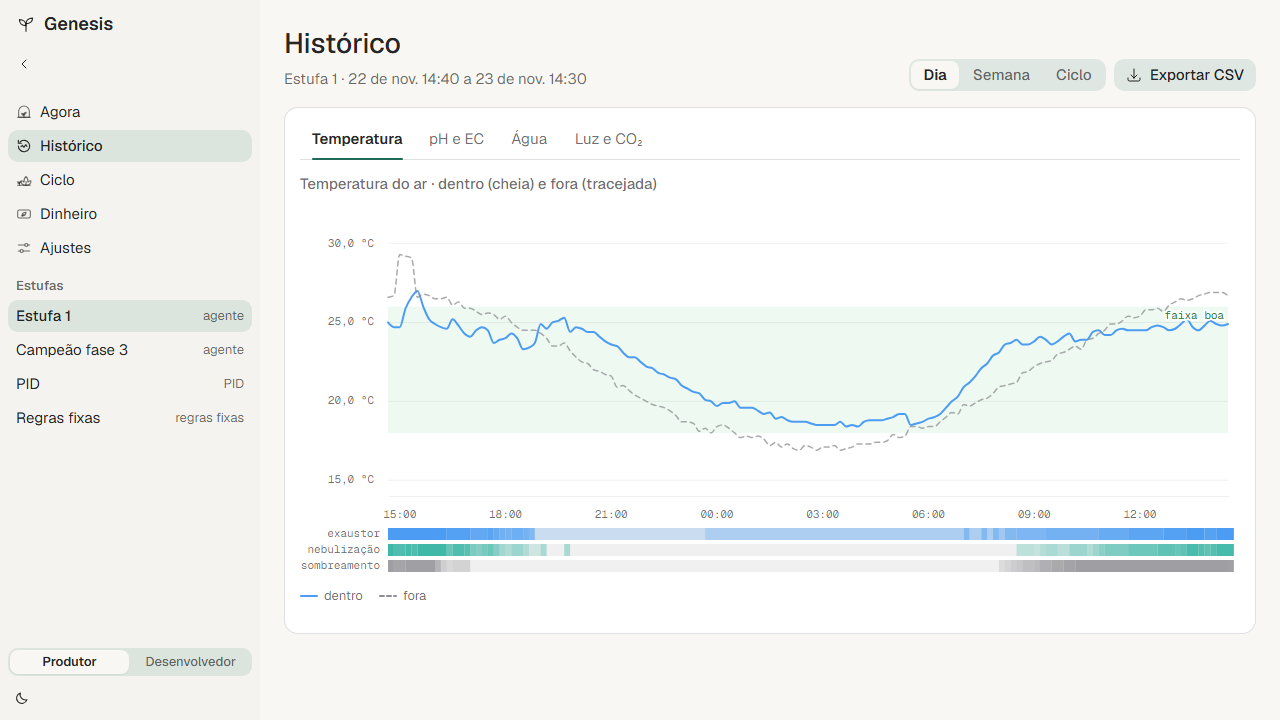 Genesis
Agora
Histórico
Ciclo
Dinheiro
Ajustes
Estufas
Estufa 1 agente
Campeão fase 3 agente
PID PID
Regras fixas regras fixas
Produtor Desenvolvedor
Histórico
Estufa 1 · 22 de nov. 14:40 a 23 de nov. 14:30
Dia Semana Ciclo Exportar CSV
Temperatura pH e EC Água Luz e CO₂
Temperatura do ar · dentro (cheia) e fora (tracejada)
30,0 °C
faixa boa
25,0 °C
20,0 °C
15,0 °C
15:00 18:00 21:00 00:00 03:00 06:00 09:00 12:00
exaustor
nebulização
sombreamento
dentro fora